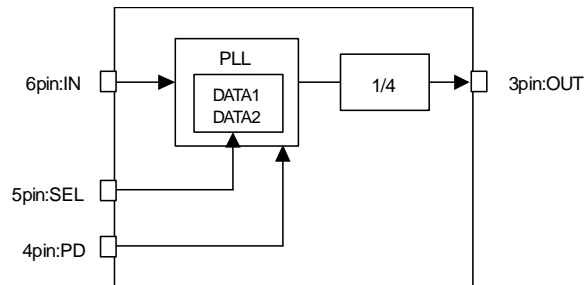 PLL
6pin:IN
DATA1
DATA2
1/4
3pin:OUT
5pin:SEL
4pin:PD